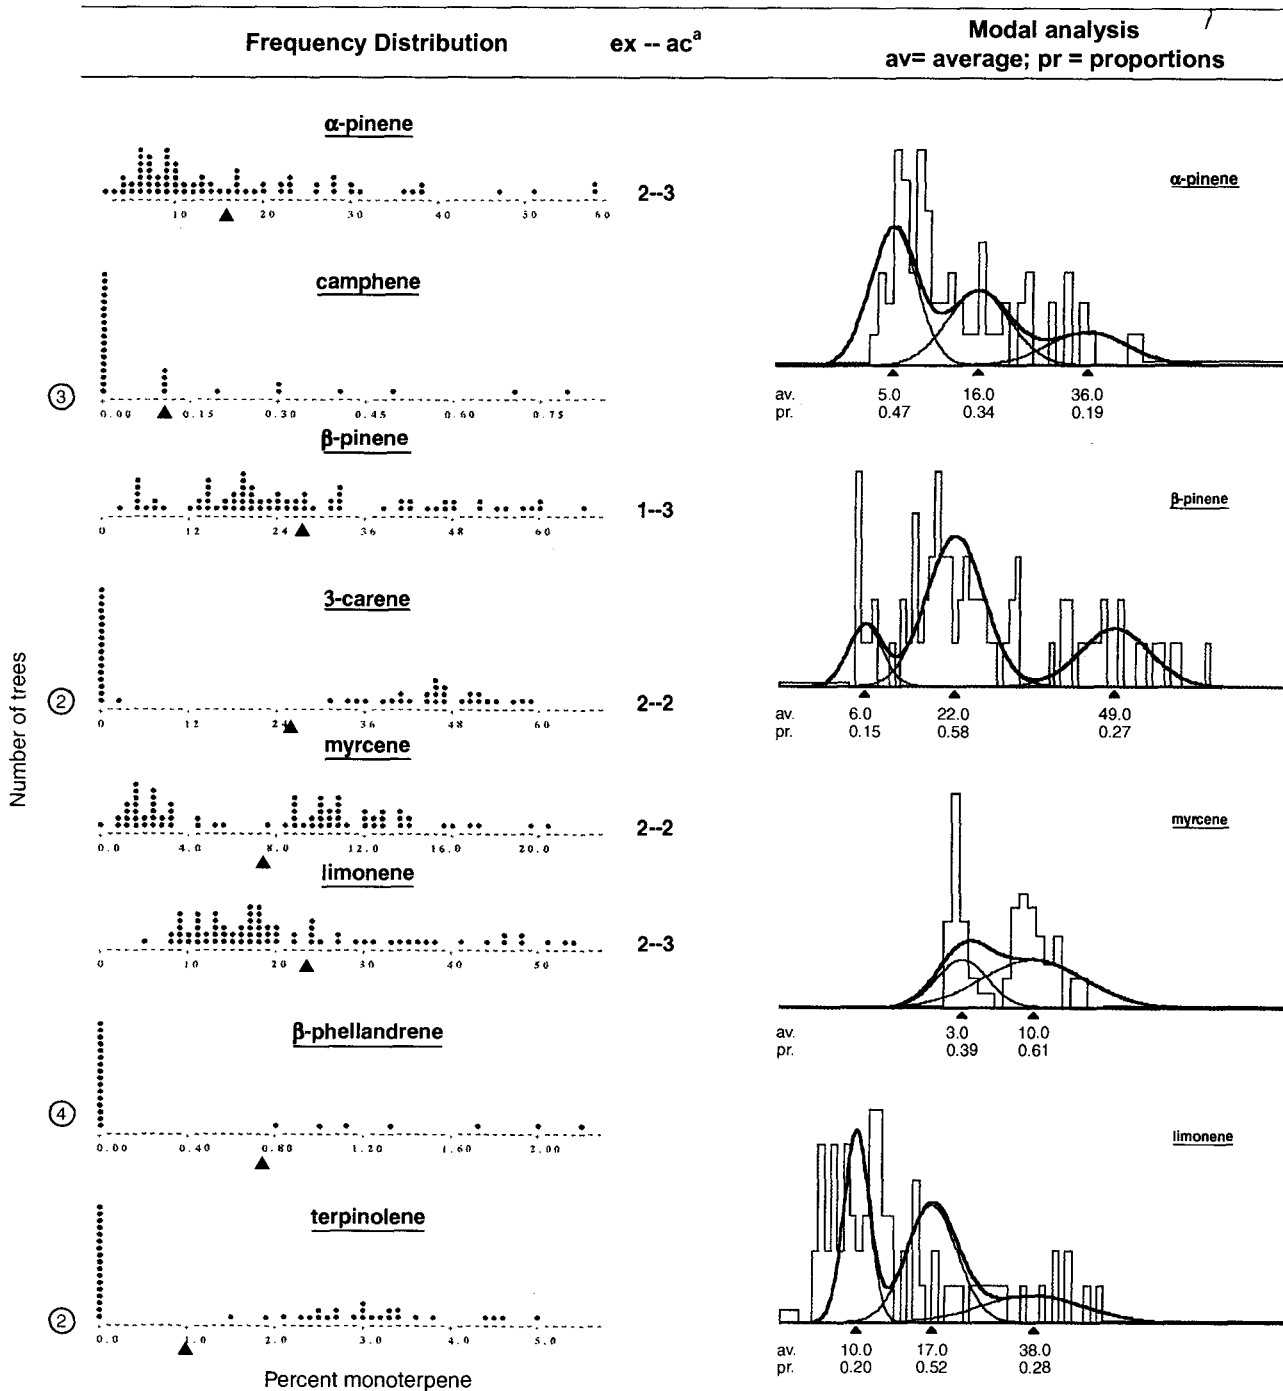 Frequency Distribution
ex -- acᵃ
Modal analysis
av= average; pr = proportions
Number of trees
α-pinene
10 20 30 40 50 60
2--3
camphene
③
0.00 0.15 0.30 0.45 0.60 0.75
β-pinene
0 12 24 36 48 60
1--3
3-carene
②
0 12 24 36 48 60
2--2
myrcene
0.0 4.0 8.0 12.0 16.0 20.0
2--2
limonene
0 10 20 30 40 50
2--3
β-phellandrene
④
0.00 0.40 0.80 1.20 1.60 2.00
terpinolene
②
0.0 1.0 2.0 3.0 4.0 5.0
Percent monoterpene
α-pinene
av. 5.0 16.0 36.0
pr. 0.47 0.34 0.19
β-pinene
av. 6.0 22.0 49.0
pr. 0.15 0.58 0.27
myrcene
av. 3.0 10.0
pr. 0.39 0.61
limonene
av. 10.0 17.0 38.0
pr. 0.20 0.52 0.28